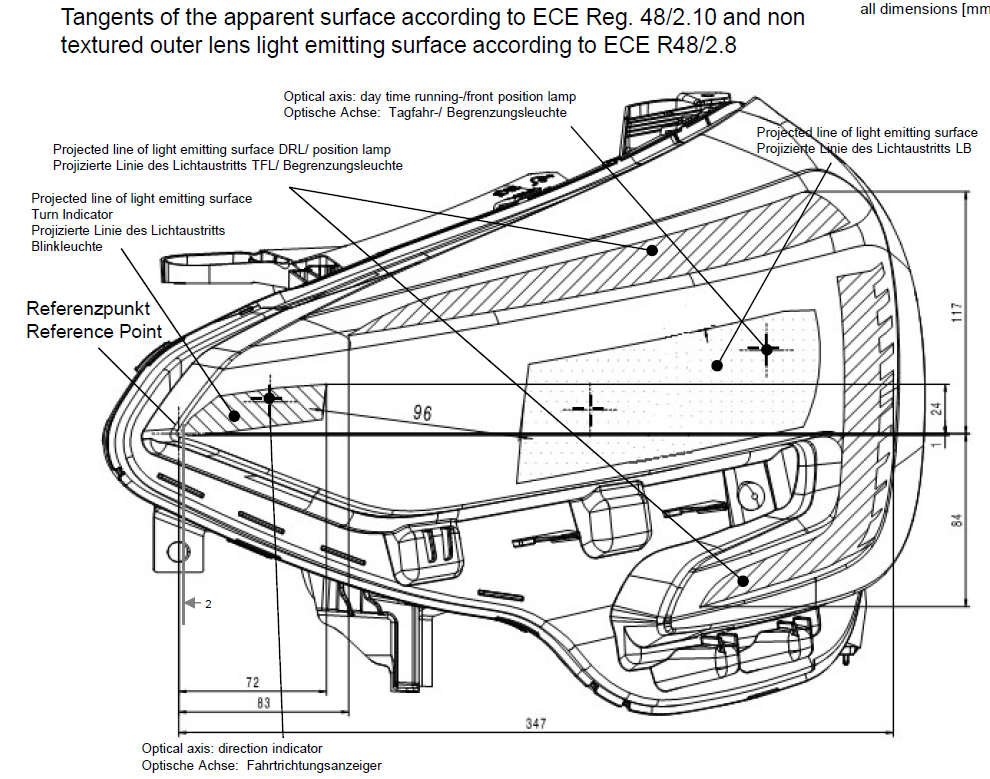 Tangents of the apparent surface according to ECE Reg. 48/2.10 and non
textured outer lens light emitting surface according to ECE R48/2.8
all dimensions [mm
Optical axis: day time running-/front position lamp
Optische Achse: Tagfahr-/ Begrenzungsleuchte
Projected line of light emitting surface
Projizierte Linie des Lichtaustritts LB
Projected line of light emitting surface DRL/ position lamp
Projizierte Linie des Lichtaustritts TFL/ Begrenzungsleuchte
Projected line of light emitting surface
Turn Indicator
Projizierte Linie des Lichtaustritts
Blinkleuchte
Referenzpunkt
Reference Point
117
96
24
1
84
2
72
83
347
Optical axis: direction indicator
Optische Achse: Fahrtrichtungsanzeiger